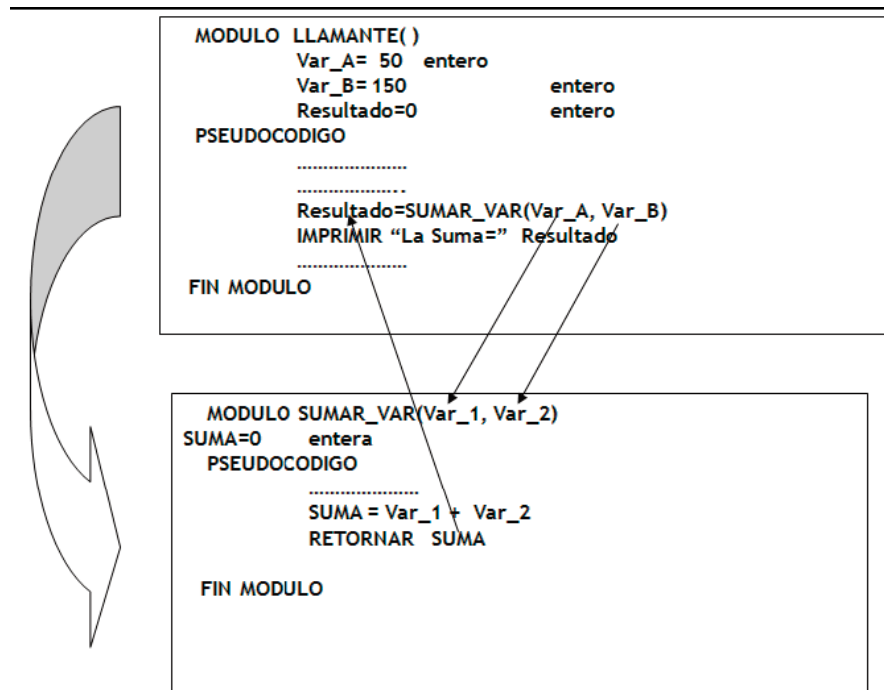 MODULO LLAMANTE( )
Var_A= 50 entero
Var_B= 150 entero
Resultado=0 entero
PSEUDOCODIGO
.....................
.....................
Resultado=SUMAR_VAR(Var_A, Var_B)
IMPRIMIR “La Suma=” Resultado
.....................
FIN MODULO
MODULO SUMAR_VAR(Var_1, Var_2)
SUMA=0 entera
PSEUDOCODIGO
.....................
SUMA = Var_1 + Var_2
RETORNAR SUMA
FIN MODULO